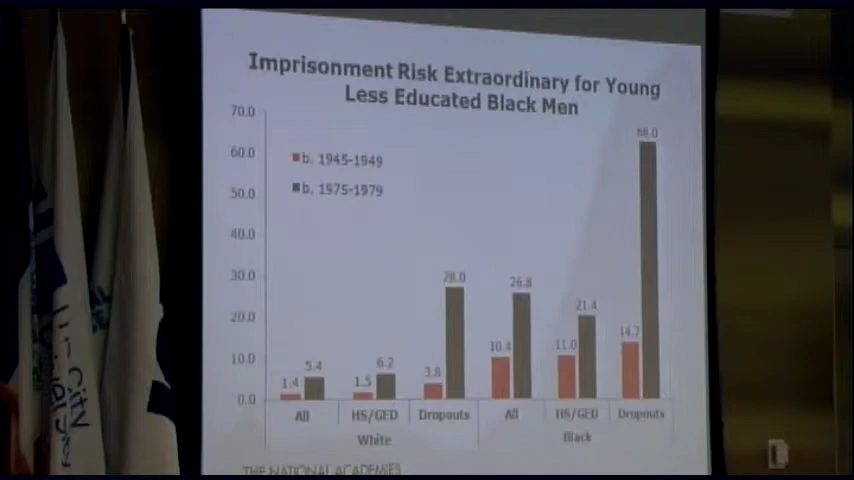 Imprisonment Risk Extraordinary for Young
Less Educated Black Men
70.0
60.0
50.0
40.0
30.0
20.0
10.0
0.0
b. 1945-1949
b. 1975-1979
1.4
5.4
1.5
6.2
3.8
28.0
10.4
26.8
11.0
21.4
14.7
68.0
All
HS/GED
Dropouts
All
HS/GED
Dropouts
White
Black
THE NATIONAL ACADEMIES
City